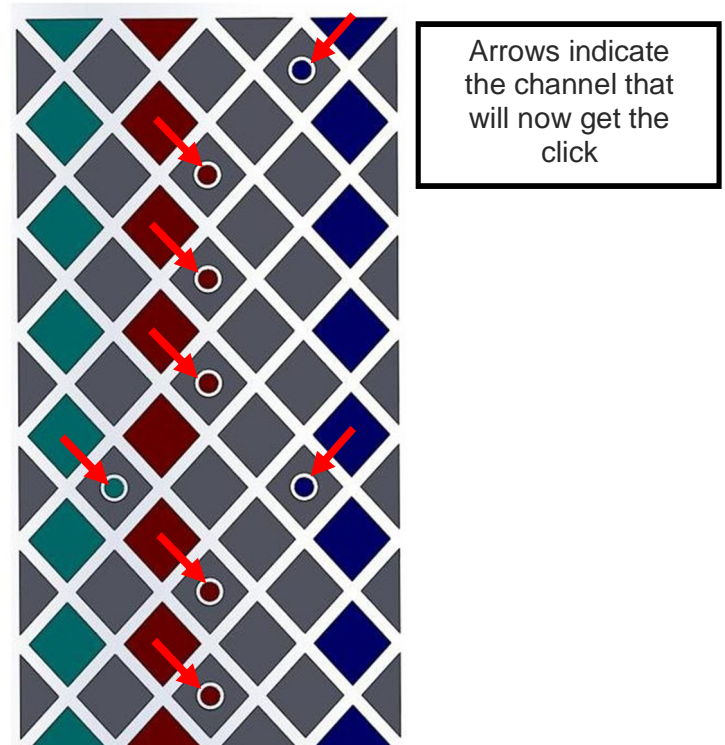 Arrows indicate
the channel that
will now get the
click